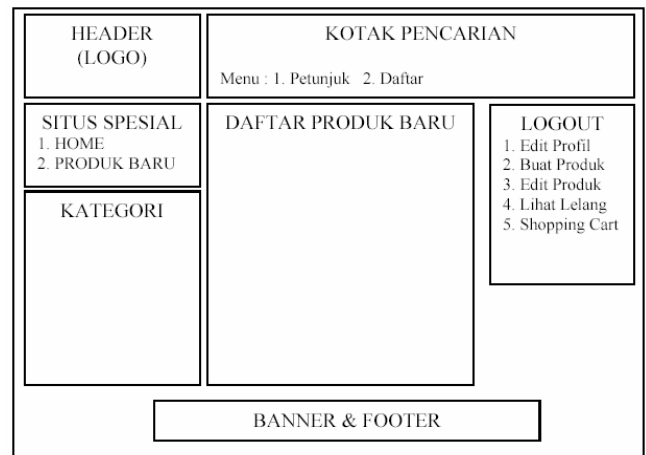 HEADER
(LOGO)
KOTAK PENCARIAN
Menu : 1. Petunjuk 2. Daftar
SITUS SPESIAL
1. HOME
2. PRODUK BARU
KATEGORI
DAFTAR PRODUK BARU
LOGOUT
1. Edit Profil
2. Buat Produk
3. Edit Produk
4. Lihat Lelang
5. Shopping Cart
BANNER & FOOTER